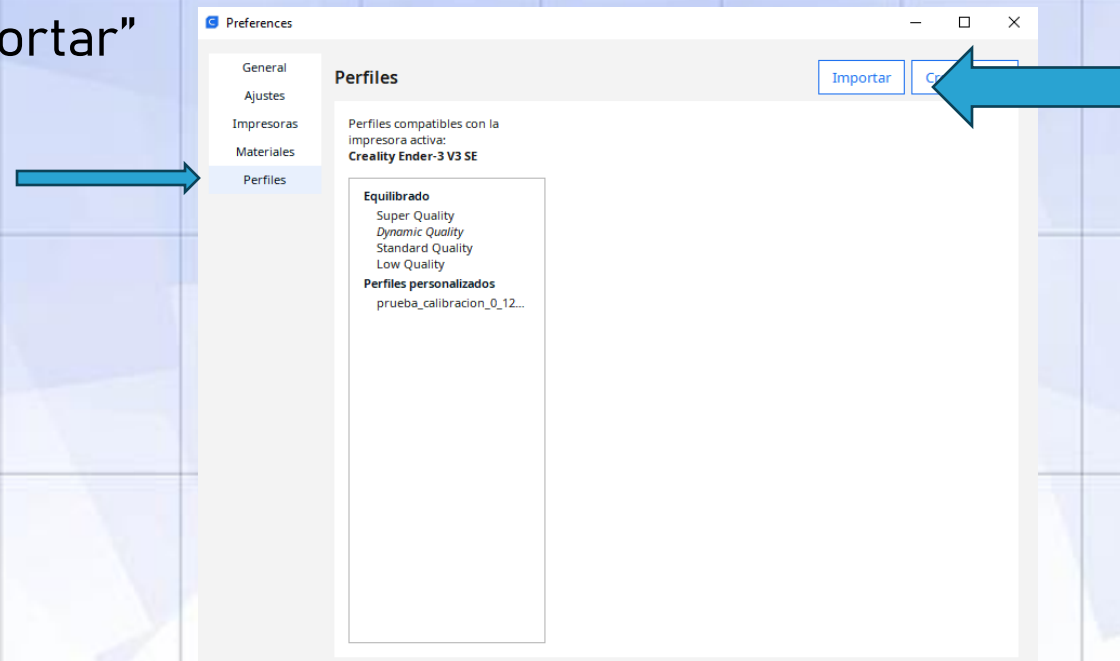 ortar”
Preferences
General
Ajustes
Impresoras
Materiales
Perfiles
Perfiles
Importar
Perfiles compatibles con la
impresora activa:
Creality Ender-3 V3 SE
Equilibrado
Super Quality
Dynamic Quality
Standard Quality
Low Quality
Perfiles personalizados
prueba_calibracion_0_12...